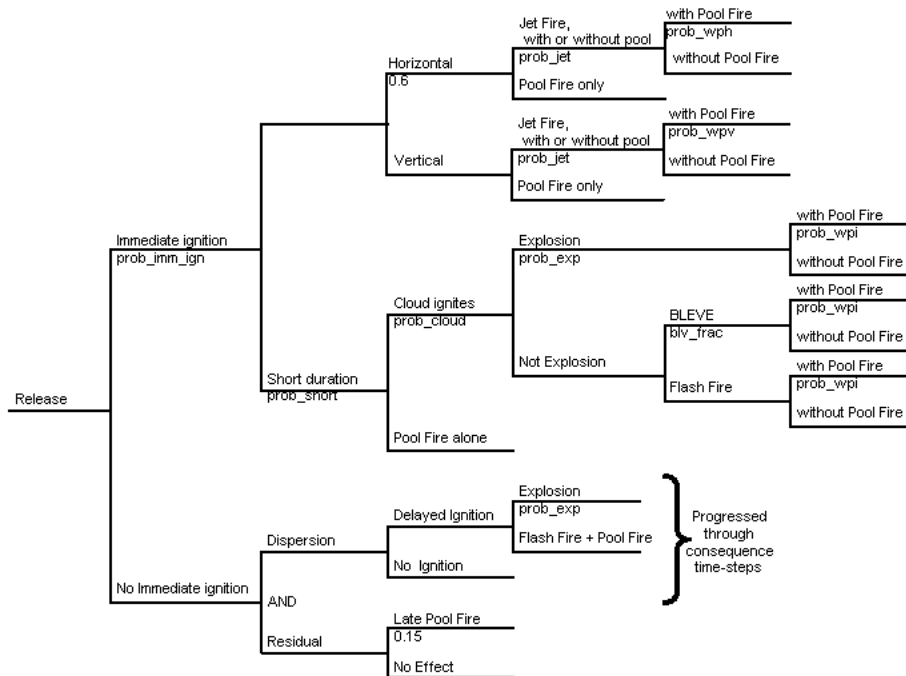 Jet Fire,
with or without pool
prob_jet
with Pool Fire
prob_wph
without Pool Fire
Horizontal
0.6
Pool Fire only
Jet Fire,
with or without pool
prob_jet
with Pool Fire
prob_wpv
without Pool Fire
Vertical
Pool Fire only
Immediate ignition
prob_imm_ign
Explosion
prob_exp
with Pool Fire
prob_wpi
without Pool Fire
Cloud ignites
prob_cloud
BLEVE
blv_frac
with Pool Fire
prob_wpi
without Pool Fire
Not Explosion
Flash Fire
with Pool Fire
prob_wpi
without Pool Fire
Short duration
prob_short
Pool Fire alone
Release
Explosion
prob_exp
Delayed Ignition
Flash Fire + Pool Fire
Dispersion
No Ignition
Progressed
through
consequence
time-steps
No Immediate ignition
AND
Late Pool Fire
0.15
Residual
No Effect